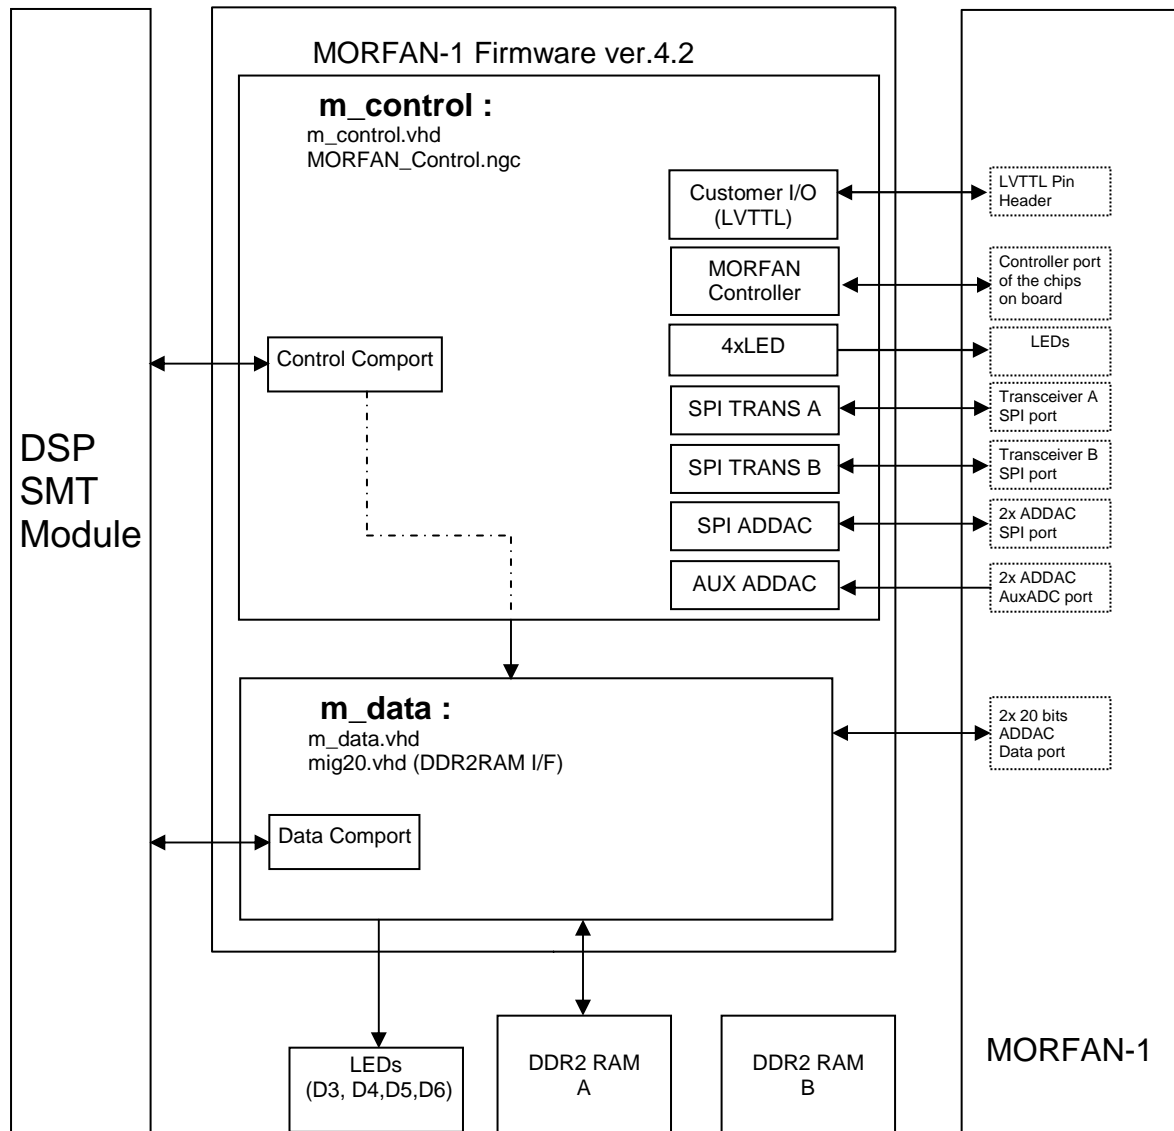 MORFAN-1 Firmware ver.4.2
m_control :
m_control.vhd
MORFAN_Control.ngc
Customer I/O
(LVTTL)
LVTTL Pin
Header
MORFAN
Controller
Controller port
of the chips
on board
Control Comport
4xLED
LEDs
SPI TRANS A
Transceiver A
SPI port
DSP
SMT
Module
SPI TRANS B
Transceiver B
SPI port
SPI ADDAC
2x ADDAC
SPI port
AUX ADDAC
2x ADDAC
AuxADC port
m_data :
m_data.vhd
mig20.vhd (DDR2RAM I/F)
2x 20 bits
ADDAC
Data port
Data Comport
LEDs
(D3, D4,D5,D6)
DDR2 RAM
A
DDR2 RAM
B
MORFAN-1